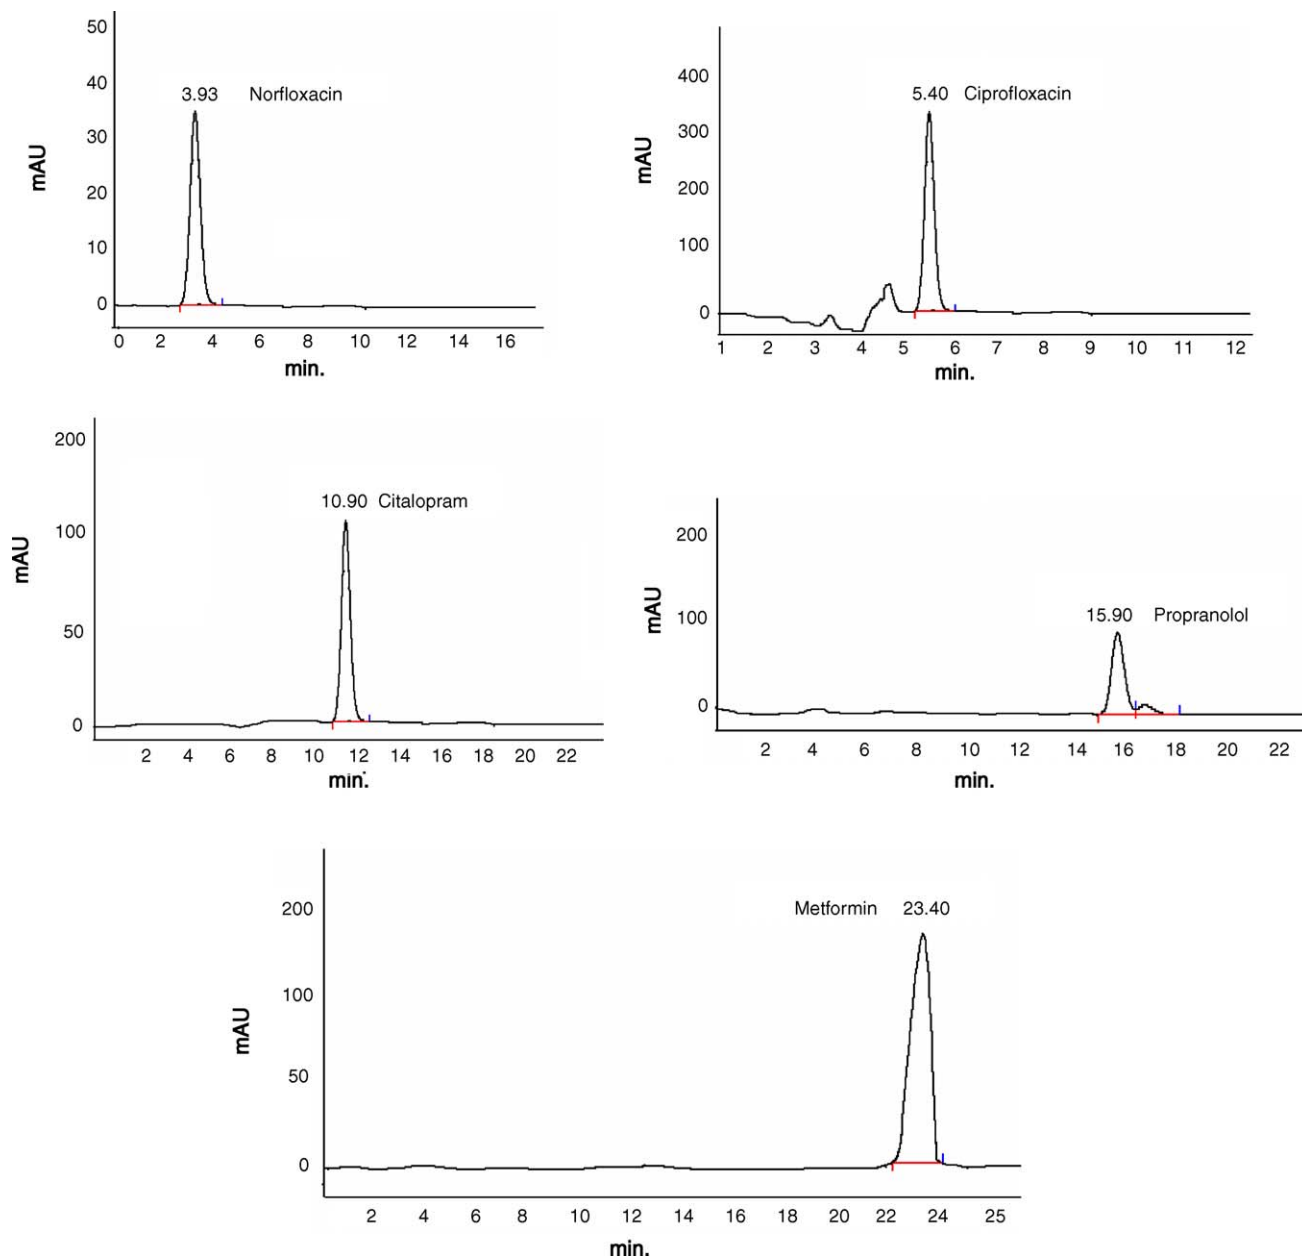 50
40
30
20
10
0
mAU
3.93 Norfloxacin
0 2 4 6 8 10 12 14 16
min.
400
300
200
100
0
mAU
5.40 Ciprofloxacin
1 2 3 4 5 6 7 8 9 10 11 12
min.
200
100
50
0
mAU
10.90 Citalopram
2 4 6 8 10 12 14 16 18 20 22
min.
200
100
0
mAU
15.90 Propranolol
2 4 6 8 10 12 14 16 18 20 22
min.
200
100
50
0
mAU
Metformin 23.40
2 4 6 8 10 12 14 16 18 20 22 24 25
min.